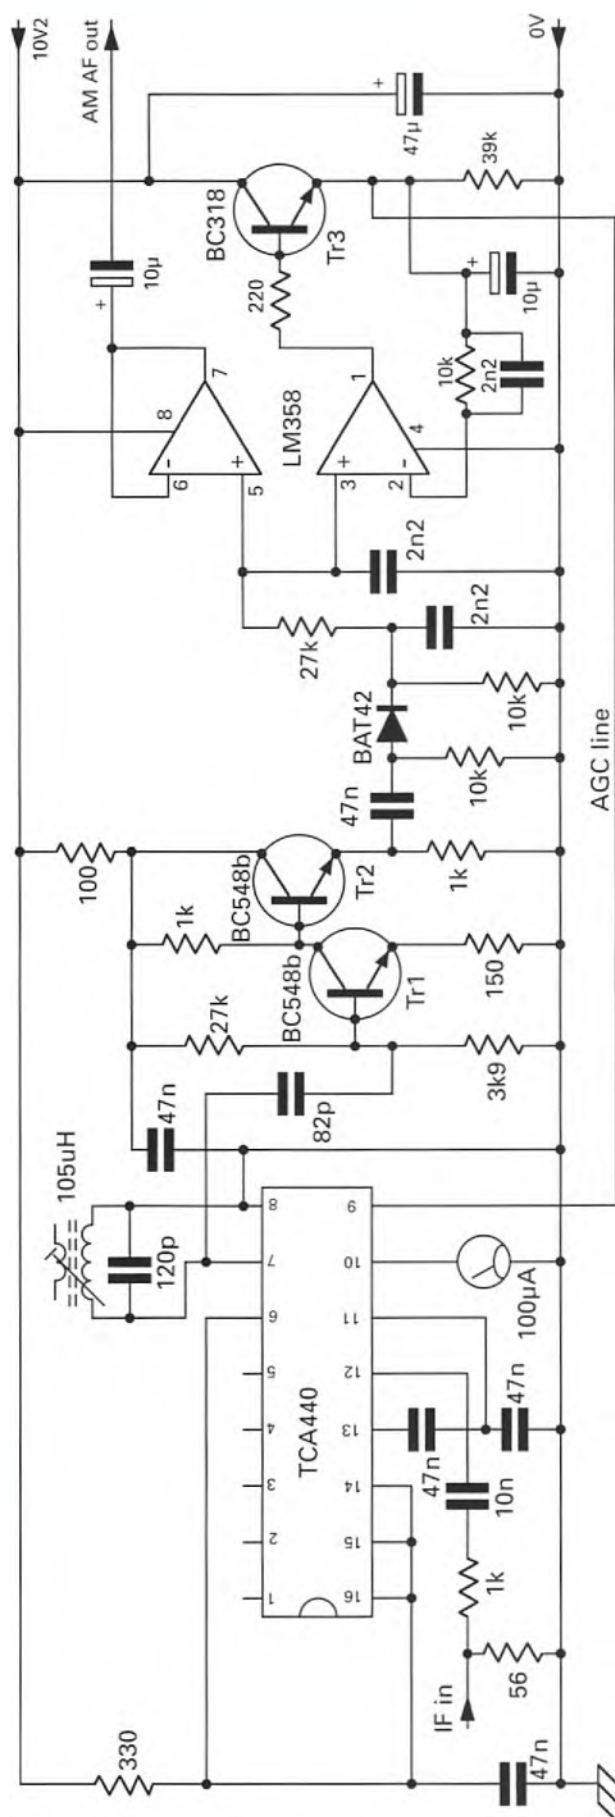 10V2
AM AF out
0V
47µ
+
39k
BC318
Tr3
10µ
+
220
+
10µ
10k
2n2
LM358
8
7
6
-
+
5
1
4
3
+
-
2
2n2
27k
2n2
BAT42
10k
10k
47n
AGC line
100
BC548b
Tr2
1k
1k
BC548b
Tr1
150
27k
3k9
82p
47n
105uH
120p
8
7
6
5
4
3
2
1
TCA440
9
10
11
12
13
14
15
16
100µA
47n
47n
10n
1k
56
IF in
330
47n